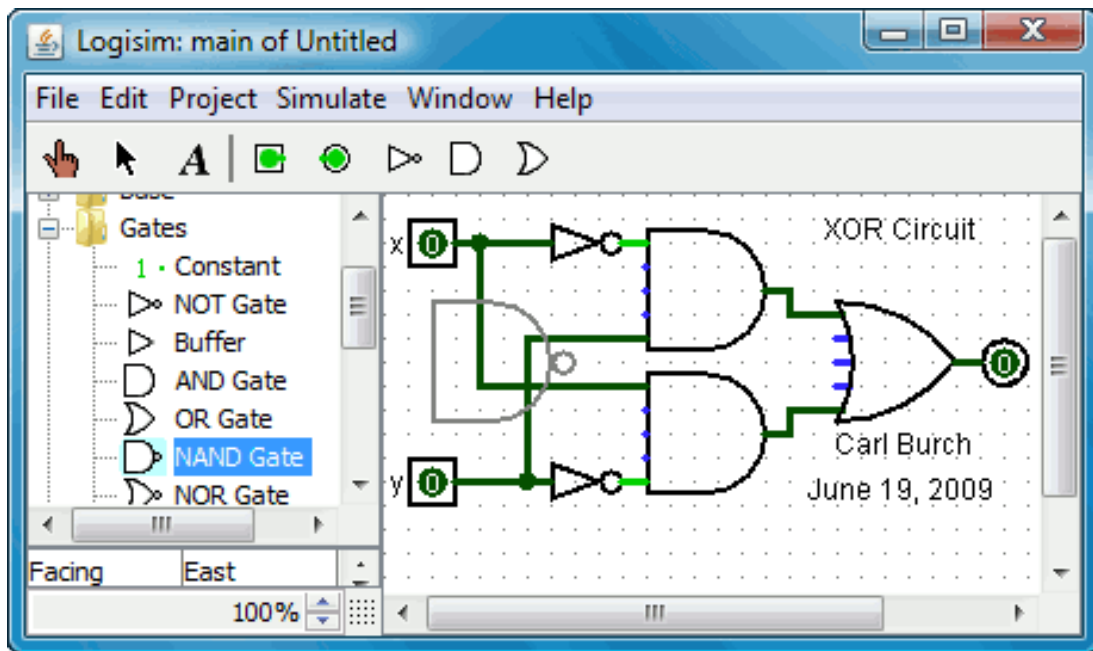 Logisim: main of Untitled
File Edit Project Simulate Window Help
A
Base
Gates
1 Constant
NOT Gate
Buffer
AND Gate
OR Gate
NAND Gate
NOR Gate
Facing East
100%
XOR Circuit
x 0
0
y 0
Carl Burch
June 19, 2009